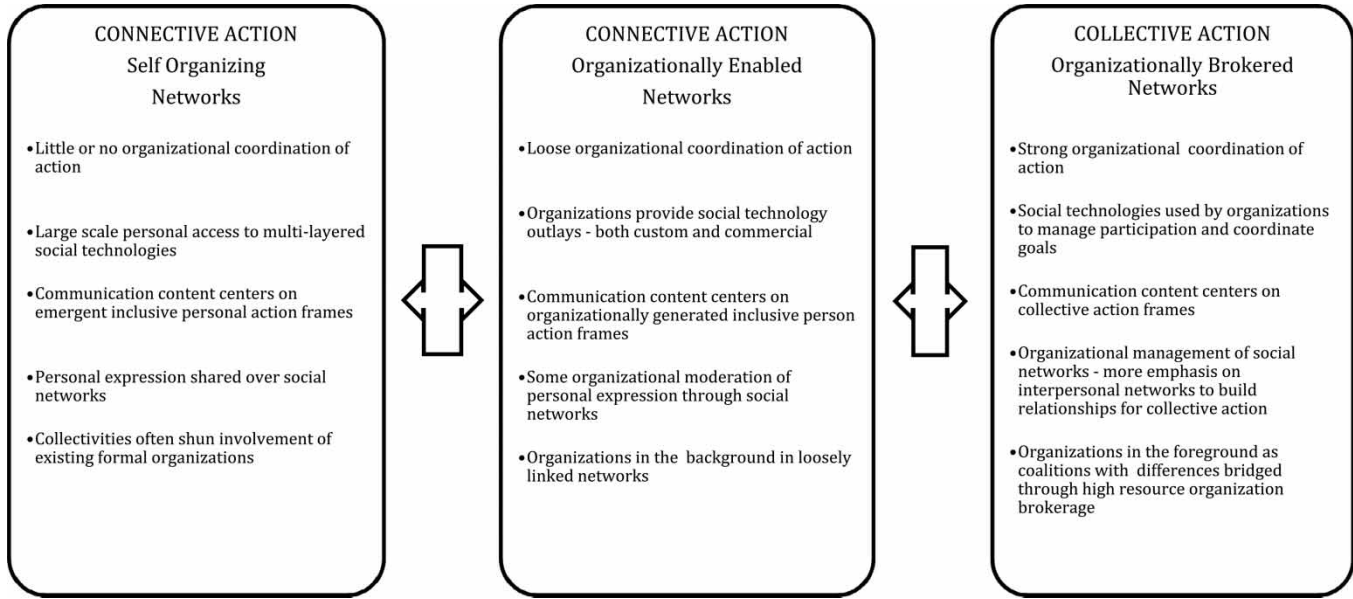 CONNECTIVE ACTION
Self Organizing
Networks
•Little or no organizational coordination of
action
•Large scale personal access to multi-layered
social technologies
•Communication content centers on
emergent inclusive personal action frames
•Personal expression shared over social
networks
•Collectivities often shun involvement of
existing formal organizations
CONNECTIVE ACTION
Organizationally Enabled
Networks
•Loose organizational coordination of action
•Organizations provide social technology
outlays - both custom and commercial
•Communication content centers on
organizationally generated inclusive person
action frames
•Some organizational moderation of
personal expression through social
networks
•Organizations in the background in loosely
linked networks
COLLECTIVE ACTION
Organizationally Brokered
Networks
•Strong organizational coordination of
action
•Social technologies used by organizations
to manage participation and coordinate
goals
•Communication content centers on
collective action frames
•Organizational management of social
networks - more emphasis on
interpersonal networks to build
relationships for collective action
•Organizations in the foreground as
coalitions with differences bridged
through high resource organization
brokerage